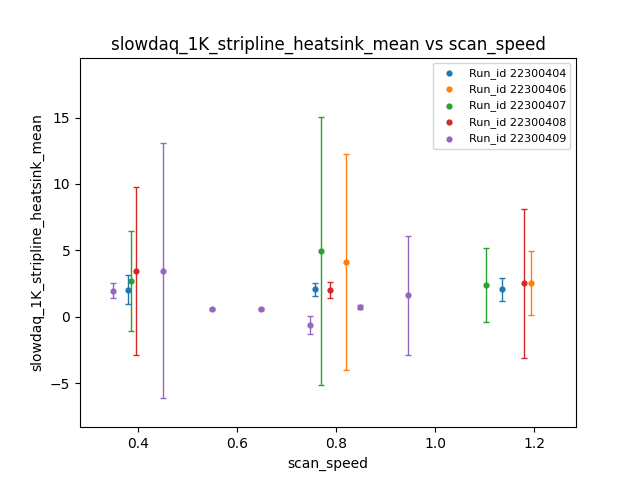 slowdaq_1K_stripline_heatsink_mean vs scan_speed
Run_id 22300404
Run_id 22300406
Run_id 22300407
Run_id 22300408
Run_id 22300409
slowdaq_1K_stripline_heatsink_mean
15
10
5
0
−5
0.4 0.6 0.8 1.0 1.2
scan_speed